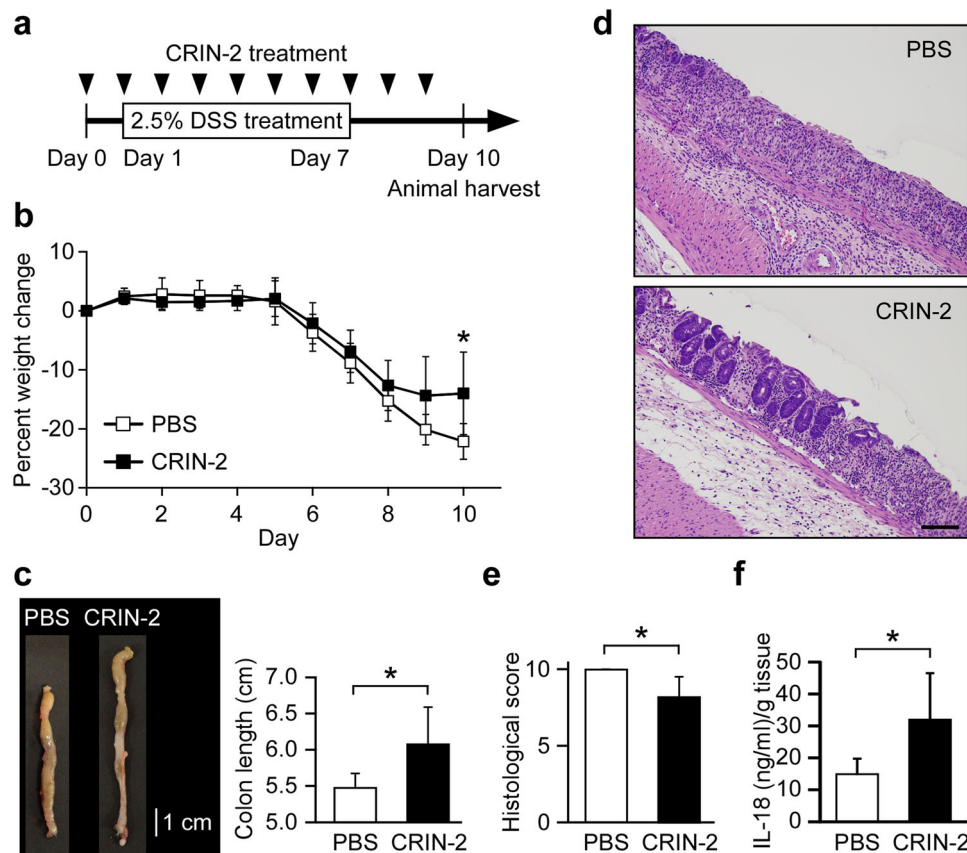 a
CRIN-2 treatment
2.5% DSS treatment
Day 0 Day 1 Day 7 Day 10
Animal harvest
b
Percent weight change
10
0
-10
-20
-30
*
PBS
CRIN-2
0 2 4 6 8 10
Day
c
PBS CRIN-2
1 cm
Colon length (cm)
7.0
6.5
6.0
5.5
5.0
*
PBS CRIN-2
d
PBS
CRIN-2
e
Histological score
10
5
0
*
PBS CRIN-2
f
IL-18 (ng/ml)/g tissue
50
40
30
20
10
0
*
PBS CRIN-2